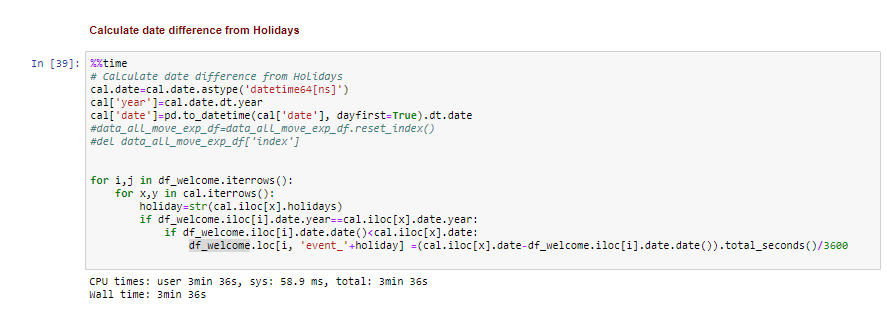 Calculate date difference from Holidays
In [39]: %%time
# Calculate date difference from Holidays
cal.date=cal.date.astype('datetime64[ns]')
cal['year']=cal.date.dt.year
cal['date']=pd.to_datetime(cal['date'], dayfirst=True).dt.date
#data_all_move_exp_df=data_all_move_exp_df.reset_index()
#del data_all_move_exp_df['index']
for i,j in df_welcome.iterrows():
    for x,y in cal.iterrows():
        holiday=str(cal.iloc[x].holidays)
        if df_welcome.iloc[i].date.year==cal.iloc[x].date.year:
            if df_welcome.iloc[i].date.date()<cal.iloc[x].date:
                df_welcome.loc[i, 'event_'+holiday] =(cal.iloc[x].date-df_welcome.iloc[i].date.date()).total_seconds()/3600
CPU times: user 3min 36s, sys: 58.9 ms, total: 3min 36s
Wall time: 3min 36s